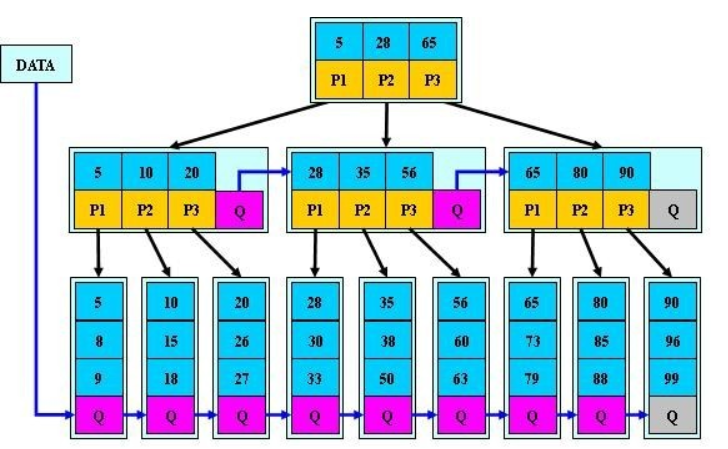 5 28 65
DATA
P1 P2 P3
5 10 20
28 35 56
65 80 90
P1 P2 P3 Q
P1 P2 P3 Q
P1 P2 P3 Q
5 10 20 28 35 56 65 80 90
8 15 26 30 38 60 73 85 96
9 18 27 33 50 63 79 88 99
Q Q Q Q Q Q Q Q Q